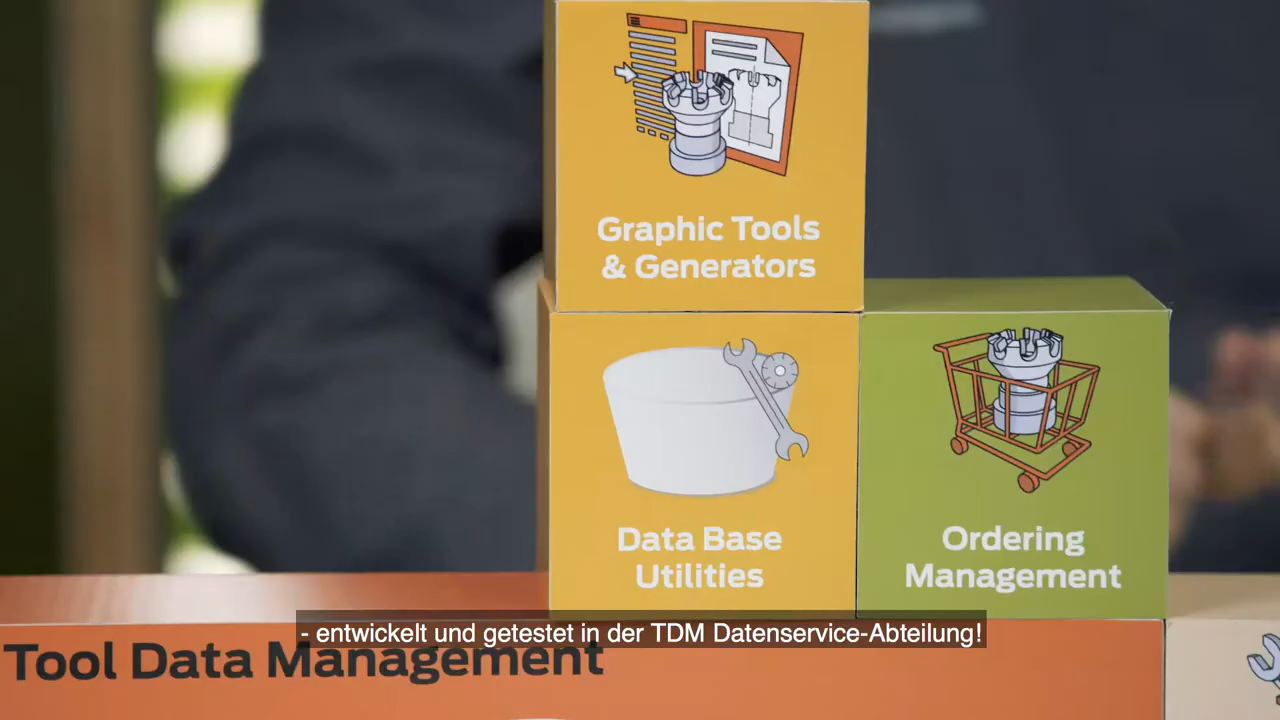 Graphic Tools
& Generators
Data Base
Utilities
Ordering
Management
- entwickelt und getestet in der TDM Datenservice-Abteilung!
Tool Data Management